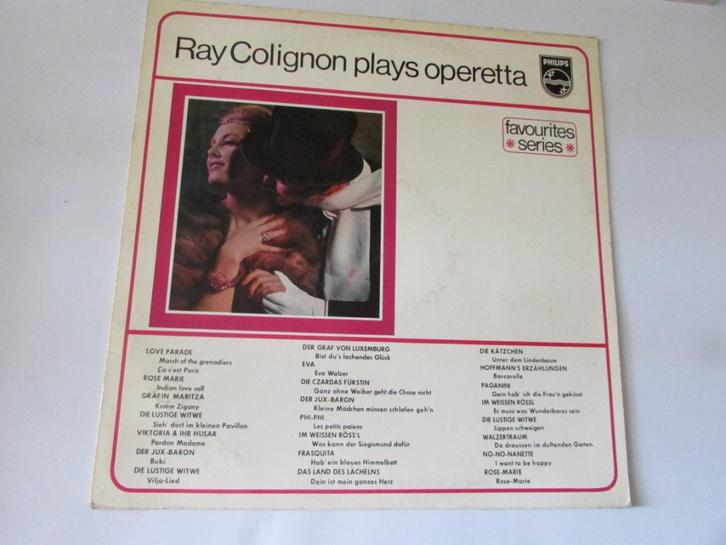 Ray Colignon plays operetta
PHILIPS
favourites
* series *
LOVE PARADE
March of the grenadiers
Ça c'est Paris
ROSE MARIE
Indian love call
GRÄFIN MARITZA
Komm Zigany
DIE LUSTIGE WITWE
Sieh' dort im kleinen Pavillon
VIKTORIA & IHR HUSAR
Pardon Madame
DER JUX-BARON
Bubi
DIE LUSTIGE WITWE
Vilja-Lied
DER GRAF VON LUXEMBURG
Bist du's lachendes Glück
EVA
Eva Walzer
DIE CZARDAS FÜRSTIN
Ganz ohne Weiber geht die Chose nicht
DER JUX-BARON
Kleine Mädchen müssen schlafen geh'n
PHI-PHI
Les petits païens
IM WEISSEN RÖSS'L
Was kann der Siegismund dafür
FRASQUITA
Hab' ein blaues Himmelbett
DAS LAND DES LÄCHELNS
Dein ist mein ganzes Herz
DIE KÄTZCHEN
Unter dem Lindenbaum
HOFFMANN'S ERZÄHLUNGEN
Barcarolle
PAGANINI
Gern hab' ich die Frau'n geküsst
IM WEISSEN RÖSSL
Es muss was Wunderbares sein
DIE LUSTIGE WITWE
Lippen schweigen
WALZERTRAUM
Da draussen im duftenden Garten
NO-NO-NANETTE
I want to be happy
ROSE-MARIE
Rose-Marie